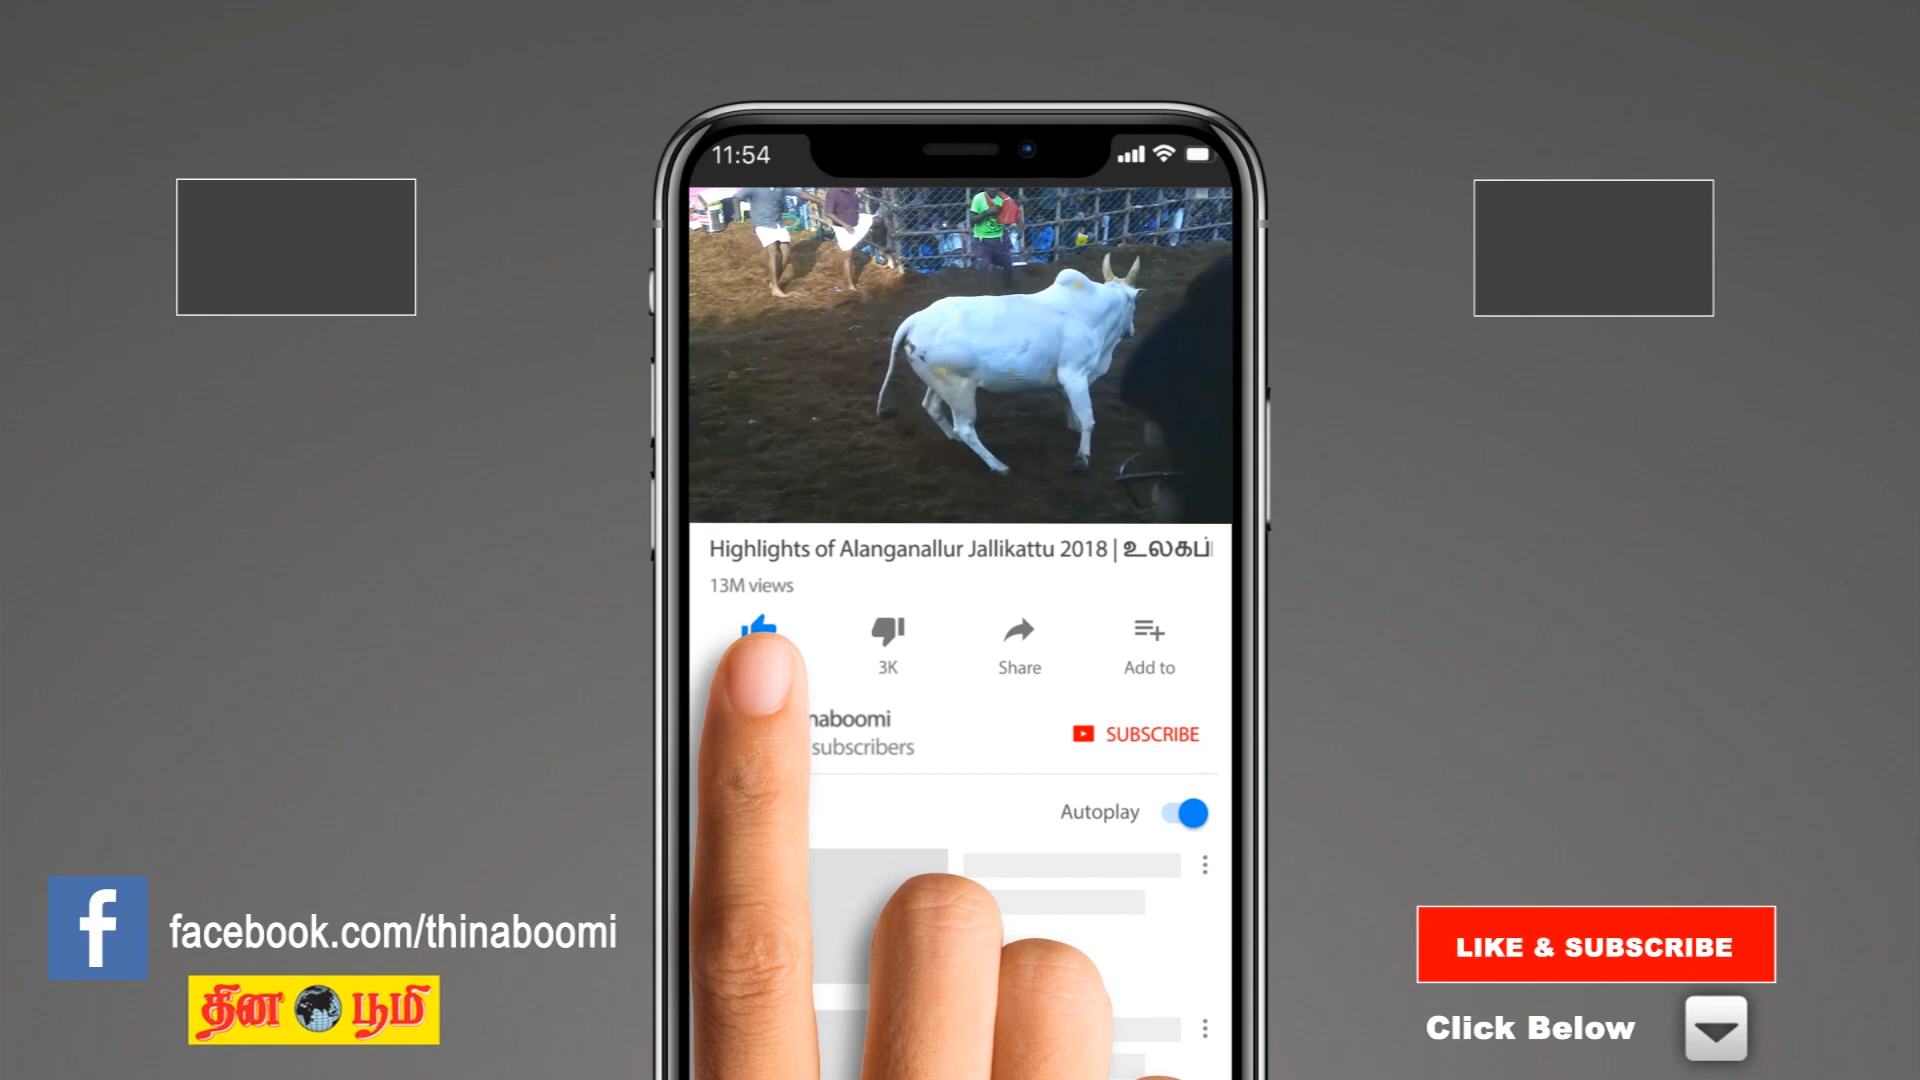 11:54
Highlights of Alanganallur Jallikattu 2018 | உலகப்
13M views
3K
Share
Add to
naboomi
subscribers
SUBSCRIBE
Autoplay
f
facebook.com/thinaboomi
தின பூமி
LIKE & SUBSCRIBE
Click Below